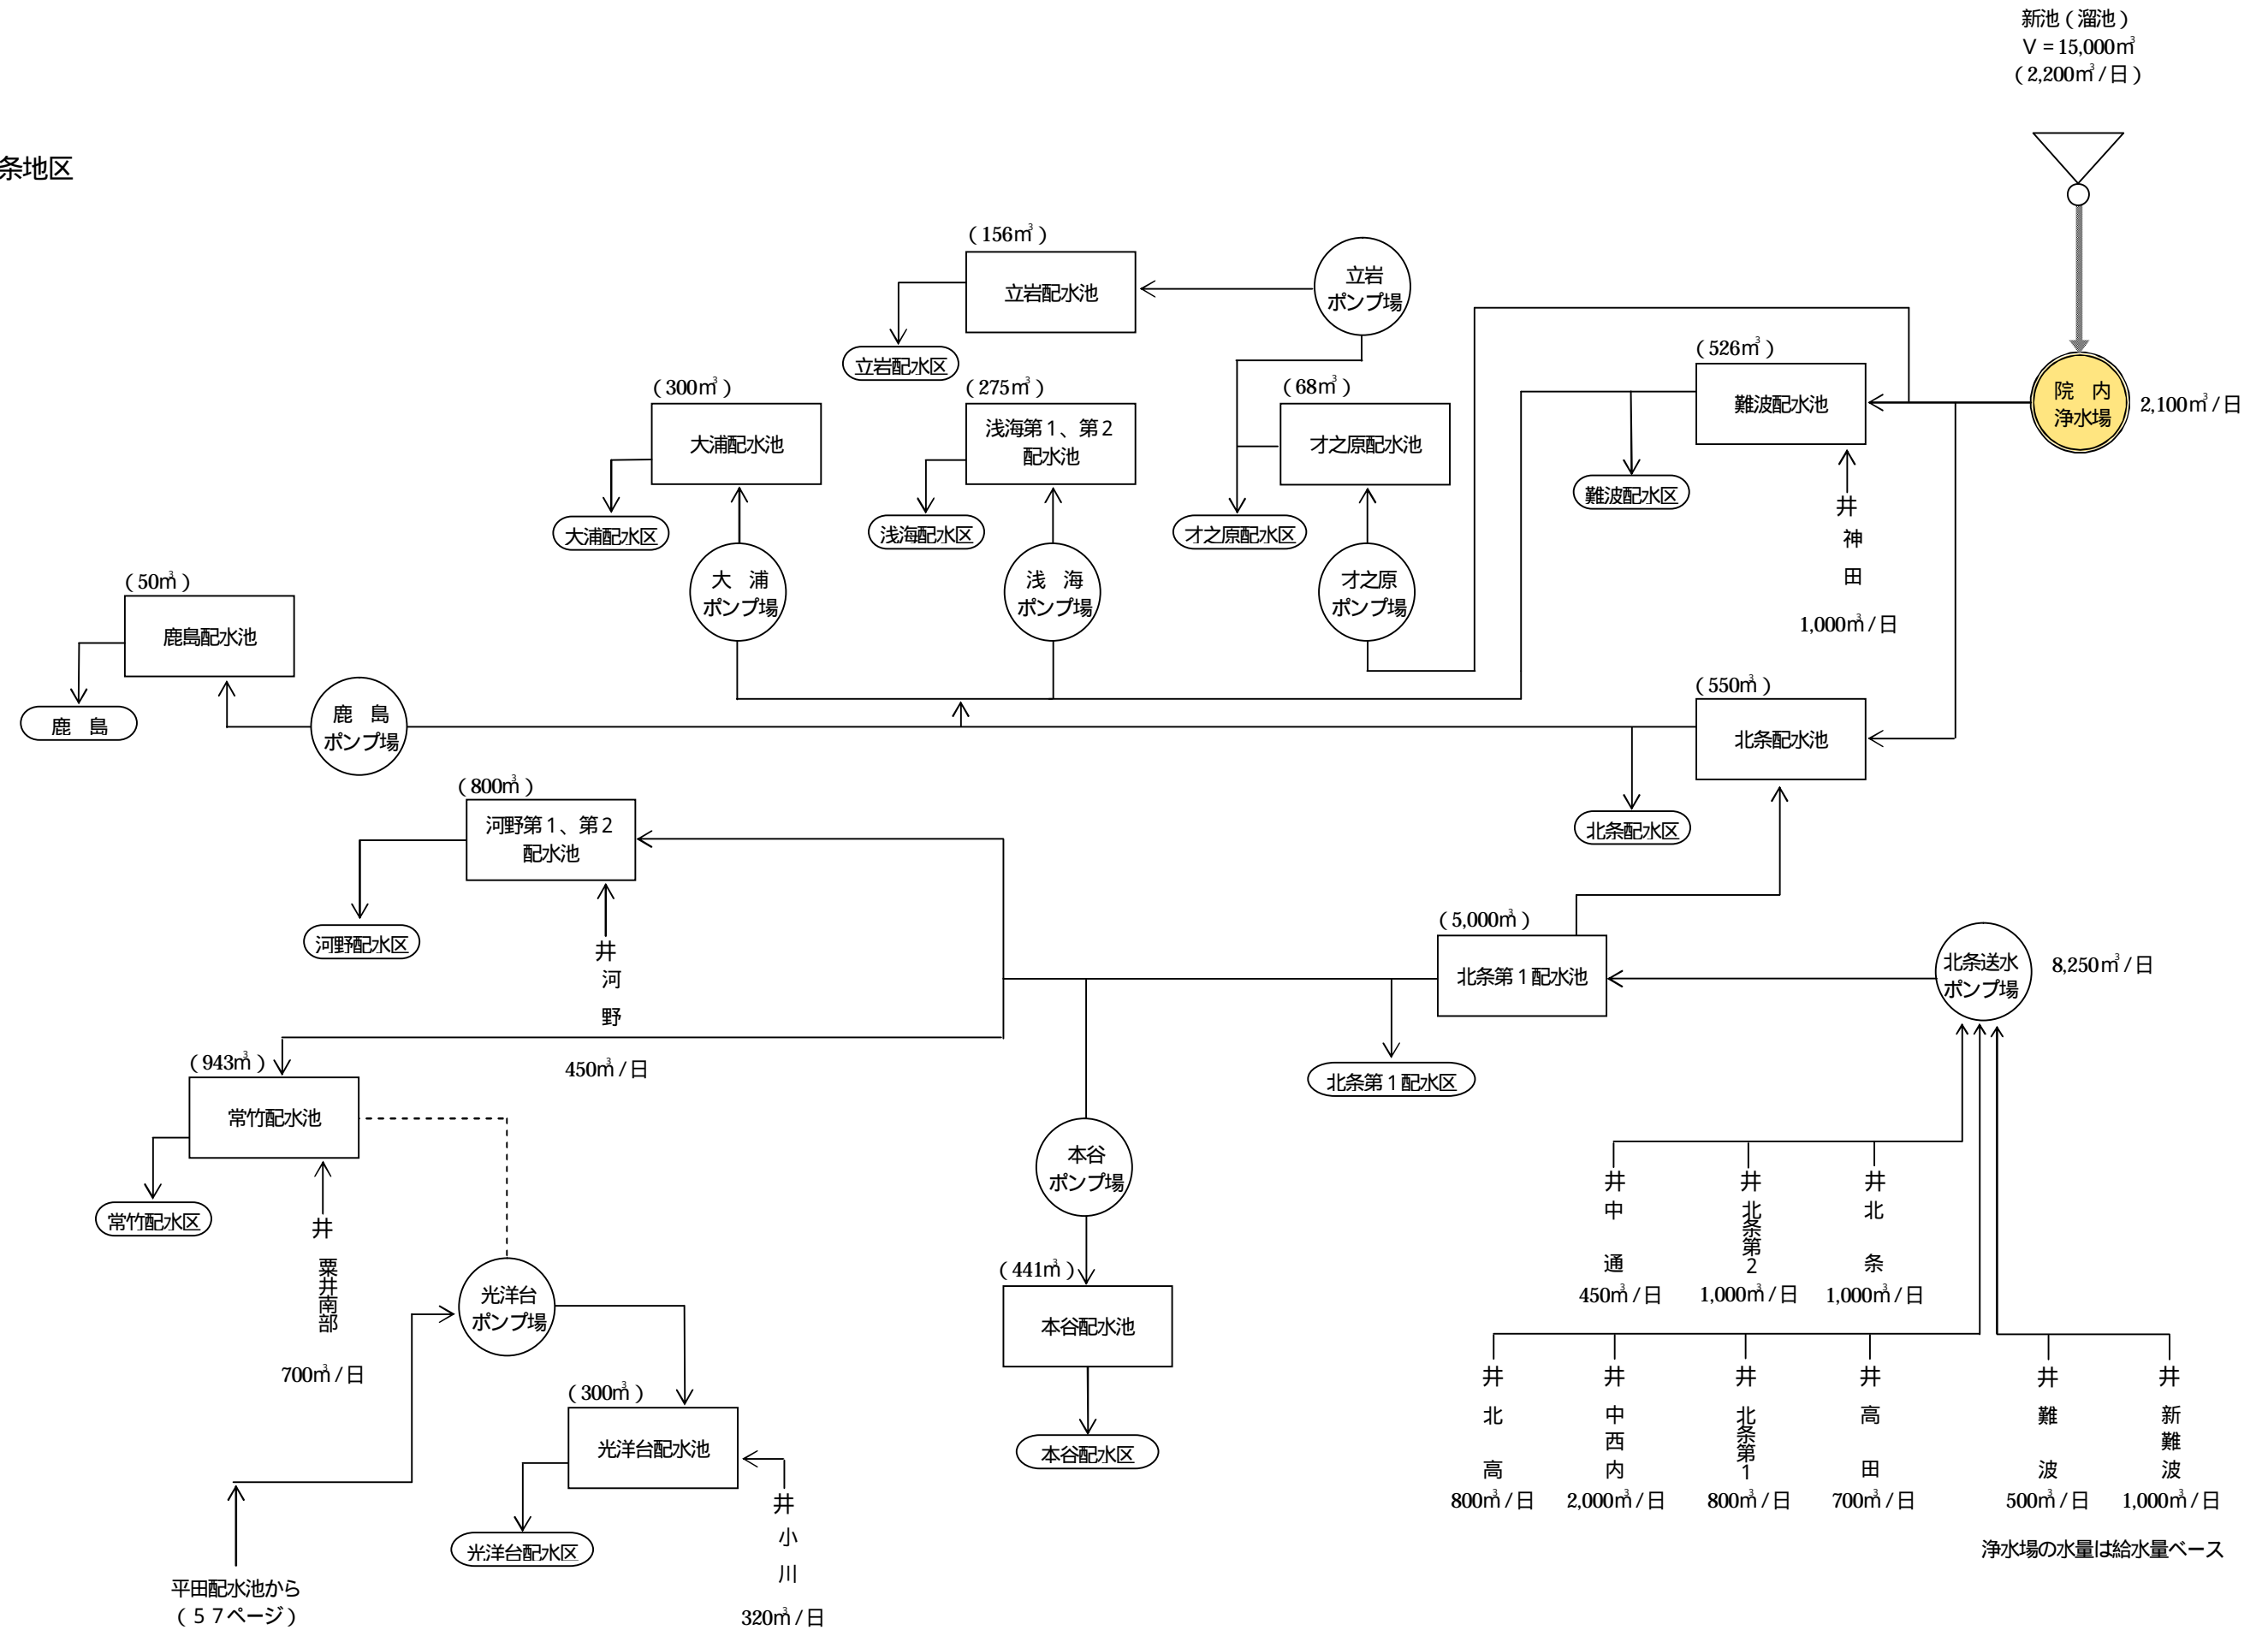 新池（溜池）
Ｖ＝15,000㎥
（2,200㎥/日）
条地区
（156㎥）
立岩配水池
立岩
ポンプ場
立岩配水区
（526㎥）
難波配水池
院　内
浄水場
2,100㎥/日
（300㎥）
大浦配水池
大浦配水区
（275㎥）
浅海第１、第２
配水池
浅海配水区
（68㎥）
才之原配水池
才之原配水区
難波配水区
井
神
田
1,000㎥/日
大　浦
ポンプ場
浅　海
ポンプ場
才之原
ポンプ場
（50㎥）
鹿島配水池
鹿　島
鹿　島
ポンプ場
（550㎥）
北条配水池
北条配水区
（800㎥）
河野第１、第２
配水池
河野配水区
井
河
野
450㎥/日
（5,000㎥）
北条第１配水池
北条第１配水区
北条送水
ポンプ場
8,250㎥/日
（943㎥）
常竹配水池
常竹配水区
井
粟井南部
700㎥/日
本谷
ポンプ場
（441㎥）
本谷配水池
本谷配水区
光洋台
ポンプ場
（300㎥）
光洋台配水池
光洋台配水区
井
小
川
320㎥/日
平田配水池から
（５７ページ）
井
中
通
450㎥/日
井
北条第２
1,000㎥/日
井
北
条
1,000㎥/日
井
北
高
800㎥/日
井
中
西
内
2,000㎥/日
井
北条第１
800㎥/日
井
高
田
700㎥/日
井
難
波
500㎥/日
井
新
難
波
1,000㎥/日
浄水場の水量は給水量ベース